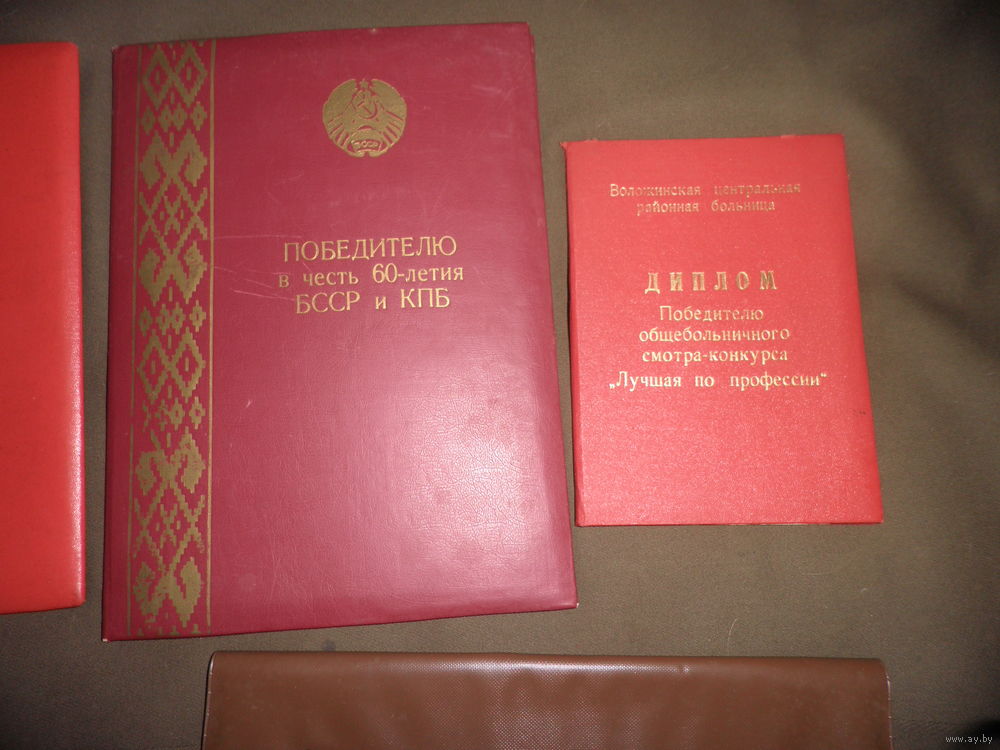 БССР
ПОБЕДИТЕЛЮ
в честь 60-летия
БССР и КПБ
Воложинская центральная
районная больница
ДИПЛОМ
Победителю
общебольничного
смотра-конкурса
„Лучшая по профессии“
www.ay.by